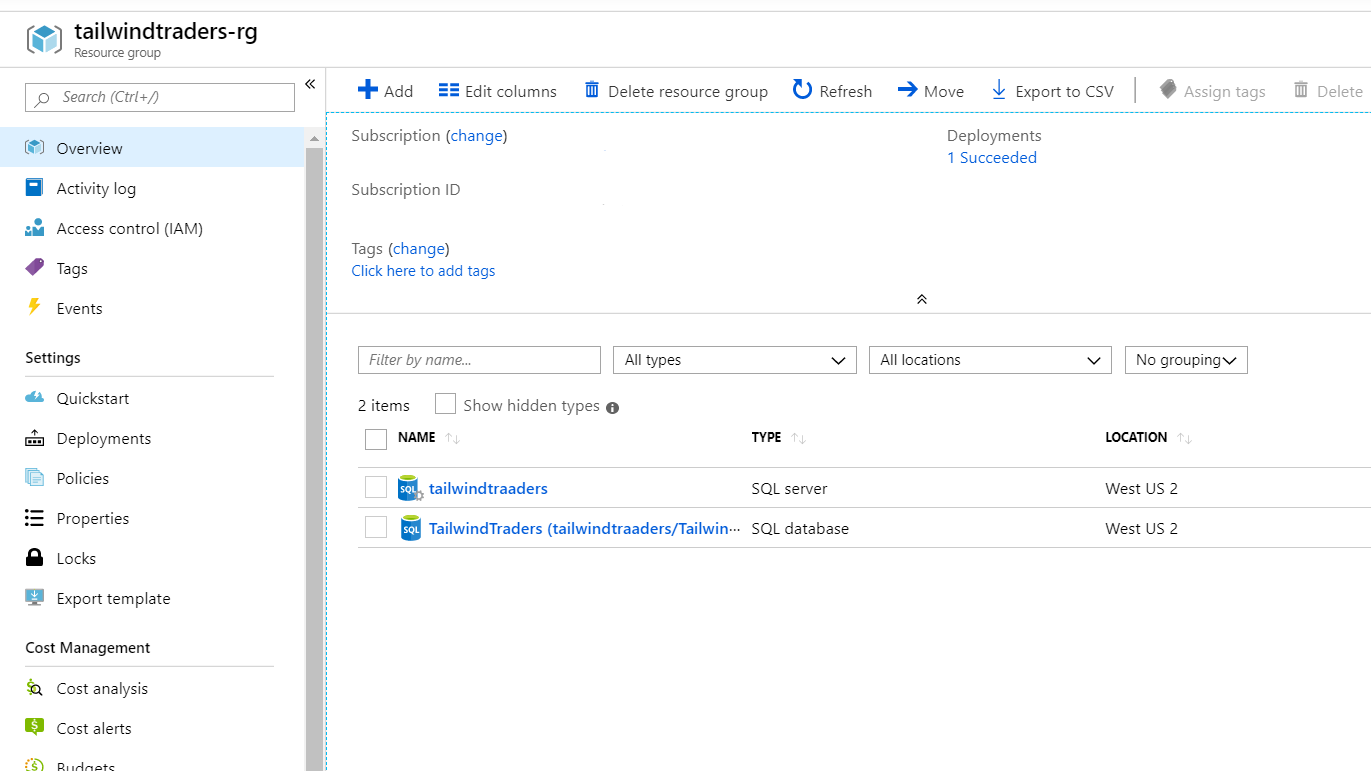 tailwindtraders-rg
Resource group
Search (Ctrl+/)
Overview
Activity log
Access control (IAM)
Tags
Events
Settings
Quickstart
Deployments
Policies
Properties
Locks
Export template
Cost Management
Cost analysis
Cost alerts
Budgets
Add Edit columns Delete resource group Refresh Move Export to CSV Assign tags Delete
Subscription (change)
Deployments
1 Succeeded
Subscription ID
Tags (change)
Click here to add tags
Filter by name... All types All locations No grouping
2 items Show hidden types
NAME TYPE LOCATION
tailwindtraaders SQL server West US 2
TailwindTraders (tailwindtraaders/Tailwin··· SQL database West US 2